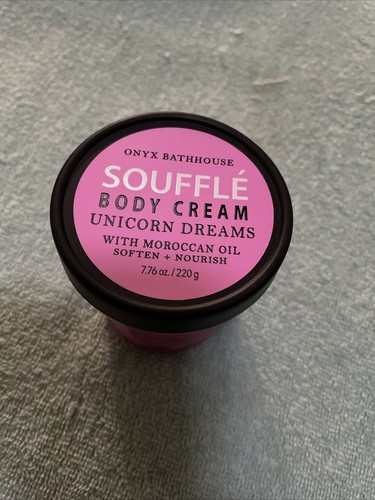 ONYX BATHHOUSE
SOUFFLÉ
BODY CREAM
UNICORN DREAMS
WITH MOROCCAN OIL
SOFTEN + NOURISH
7.76 oz. / 220 g